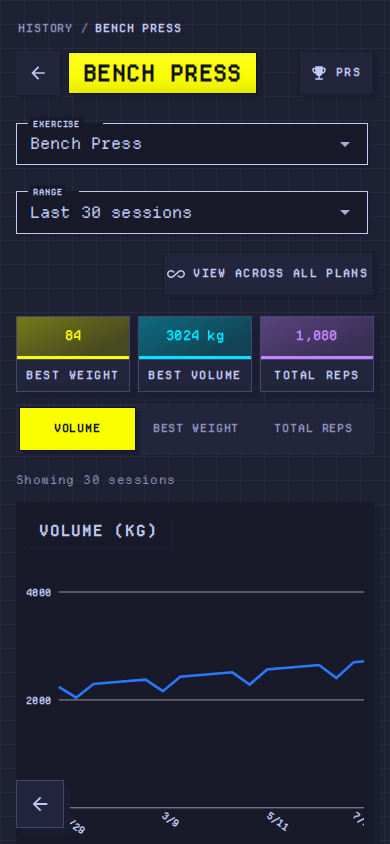 HISTORY / BENCH PRESS
BENCH PRESS
PRS
EXERCISE
Bench Press
RANGE
Last 30 sessions
VIEW ACROSS ALL PLANS
84
3024 kg
1,080
BEST WEIGHT
BEST VOLUME
TOTAL REPS
VOLUME
BEST WEIGHT
TOTAL REPS
Showing 30 sessions
VOLUME (KG)
4000
2000
/29
3/9
5/11
7/